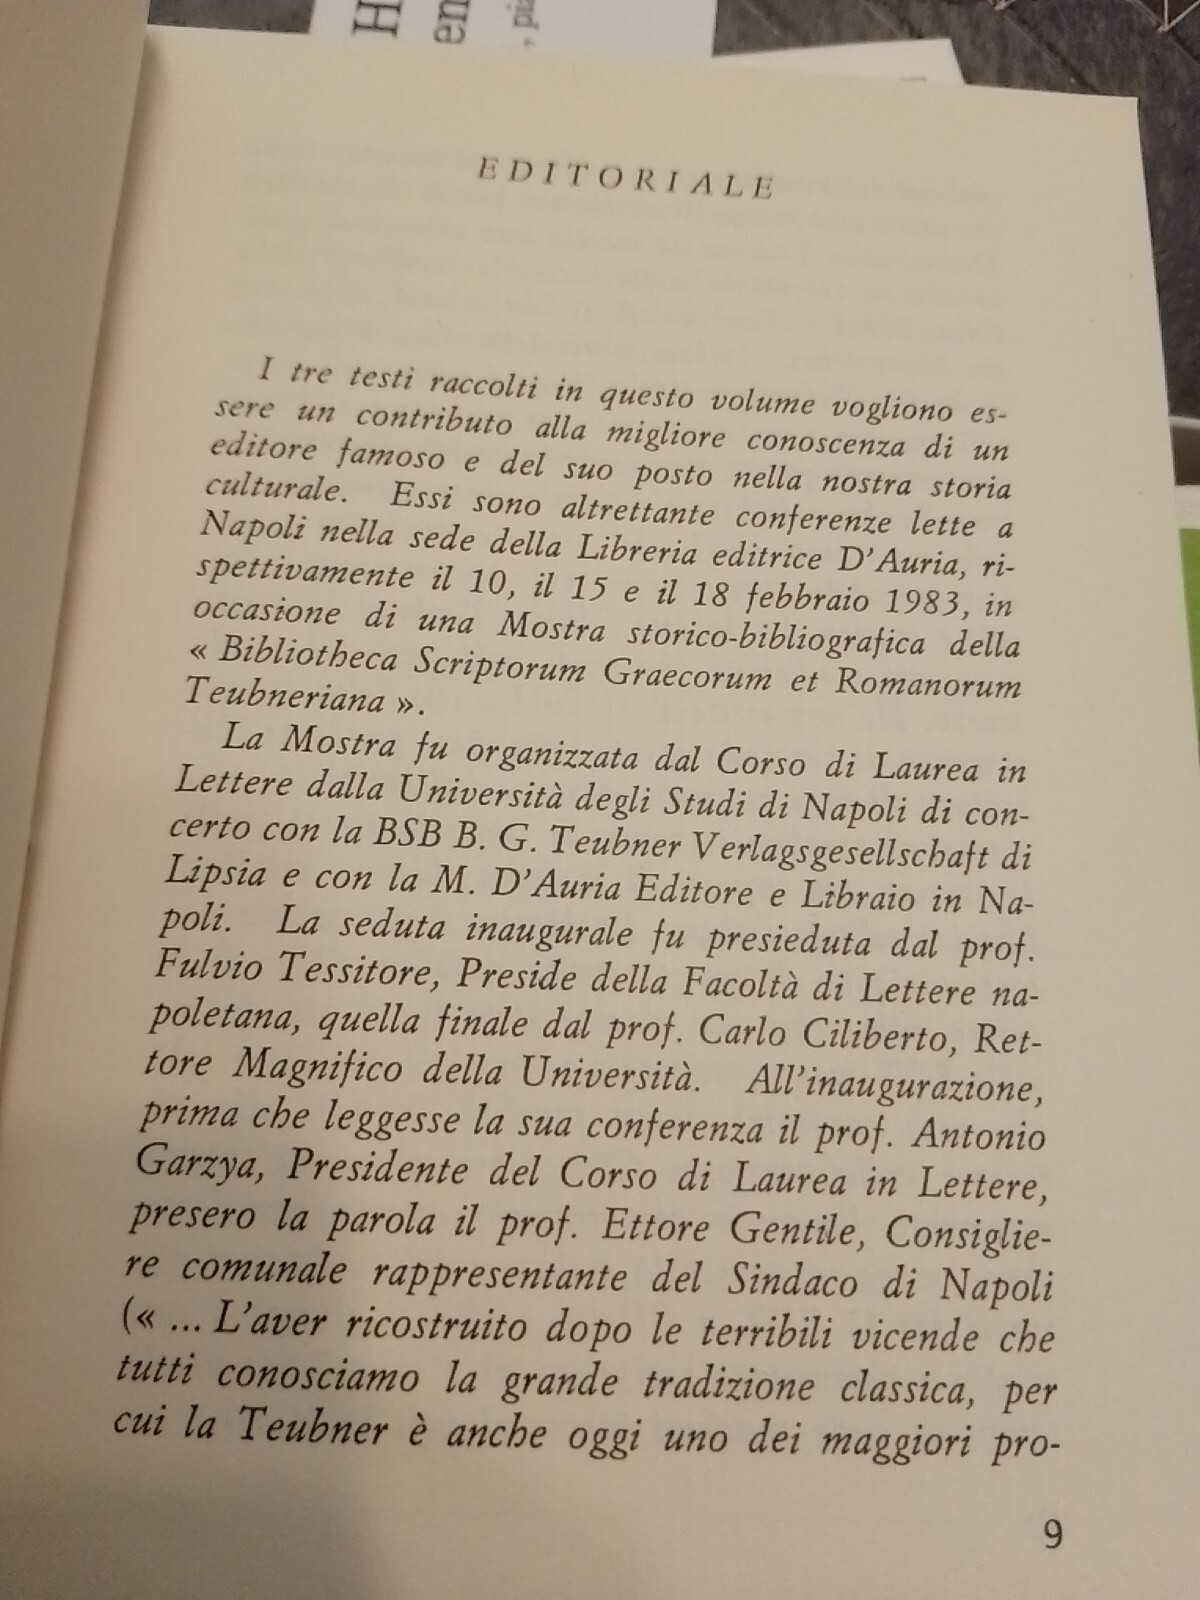 H
en
, pi
EDITORIALE
I tre testi raccolti in questo volume vogliono es-
sere un contributo alla migliore conoscenza di un
editore famoso e del suo posto nella nostra storia
culturale. Essi sono altrettante conferenze lette a
Napoli nella sede della Libreria editrice D'Auria, ri-
spettivamente il 10, il 15 e il 18 febbraio 1983, in
occasione di una Mostra storico-bibliografica della
« Bibliotheca Scriptorum Graecorum et Romanorum
Teubneriana ».
La Mostra fu organizzata dal Corso di Laurea in
Lettere dalla Università degli Studi di Napoli di con-
certo con la BSB B. G. Teubner Verlagsgesellschaft di
Lipsia e con la M. D'Auria Editore e Libraio in Na-
poli. La seduta inaugurale fu presieduta dal prof.
Fulvio Tessitore, Preside della Facoltà di Lettere na-
poletana, quella finale dal prof. Carlo Ciliberto, Ret-
tore Magnifico della Università. All'inaugurazione,
prima che leggesse la sua conferenza il prof. Antonio
Garzya, Presidente del Corso di Laurea in Lettere,
presero la parola il prof. Ettore Gentile, Consiglie-
re comunale rappresentante del Sindaco di Napoli
(« ... L'aver ricostruito dopo le terribili vicende che
tutti conosciamo la grande tradizione classica, per
cui la Teubner è anche oggi uno dei maggiori pro-
9